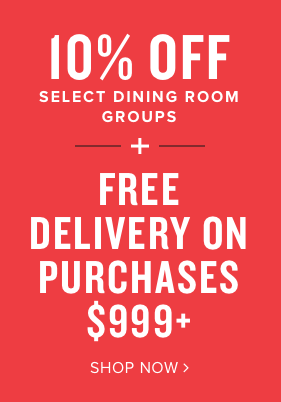 10% OFF
SELECT DINING ROOM
GROUPS
+
FREE
DELIVERY ON
PURCHASES
$999+
SHOP NOW >